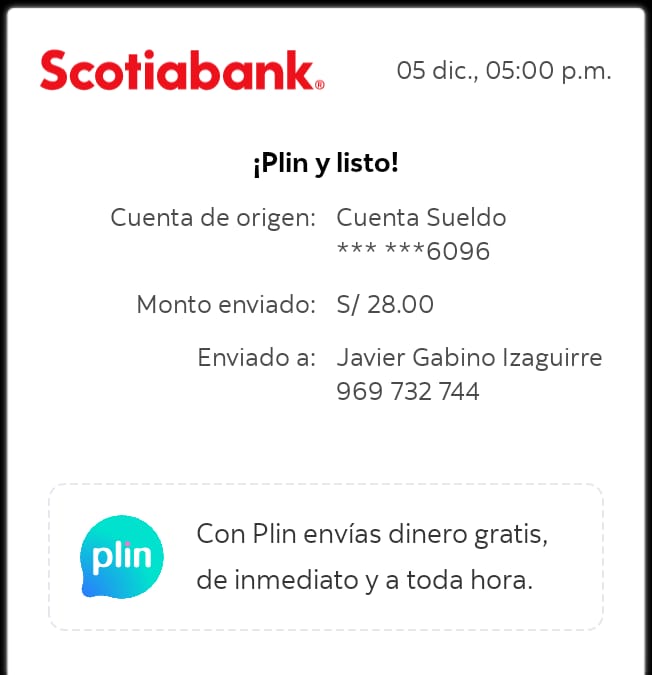 Scotiabank®
05 dic., 05:00 p.m.
¡Plin y listo!
Cuenta de origen: Cuenta Sueldo
*** ***6096
Monto enviado: S/ 28.00
Enviado a: Javier Gabino Izaguirre
969 732 744
plin
Con Plin envías dinero gratis,
de inmediato y a toda hora.